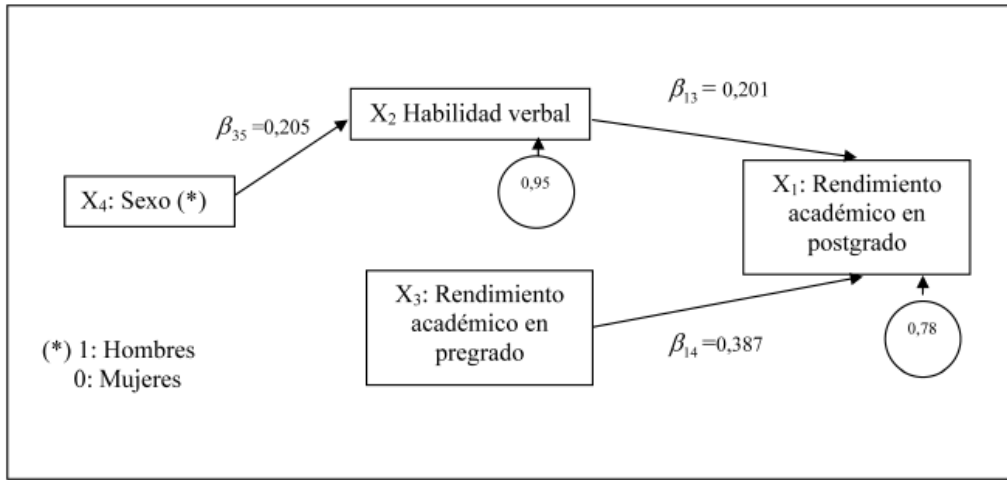 β₁₃ = 0,201
X₂ Habilidad verbal
β₃₅ =0,205
0,95
X₄: Sexo (*)
X₁: Rendimiento
académico en
postgrado
X₃: Rendimiento
académico en
pregrado
0,78
β₁₄ =0,387
(*) 1: Hombres
0: Mujeres